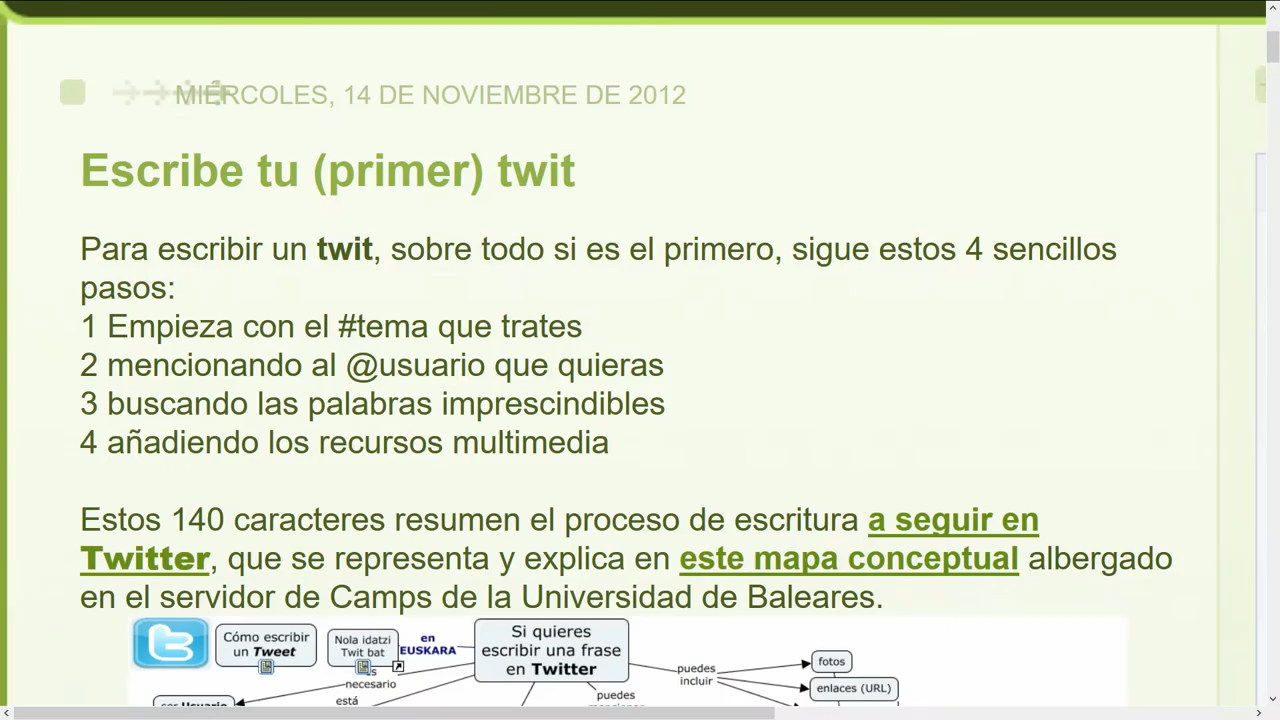 MIÉRCOLES, 14 DE NOVIEMBRE DE 2012
Escribe tu (primer) twit
Para escribir un twit, sobre todo si es el primero, sigue estos 4 sencillos
pasos:
1 Empieza con el #tema que trates
2 mencionando al @usuario que quieras
3 buscando las palabras imprescindibles
4 añadiendo los recursos multimedia
Estos 140 caracteres resumen el proceso de escritura a seguir en
Twitter, que se representa y explica en este mapa conceptual albergado
en el servidor de Camps de la Universidad de Baleares.
Cómo escribir
un Tweet
Nola idatzi
Twit bat
en
EUSKARA
Si quieres
escribir una frase
en Twitter
es
necesario
está
puedes
puedes
incluir
fotos
enlaces (URL)
ser Usuario